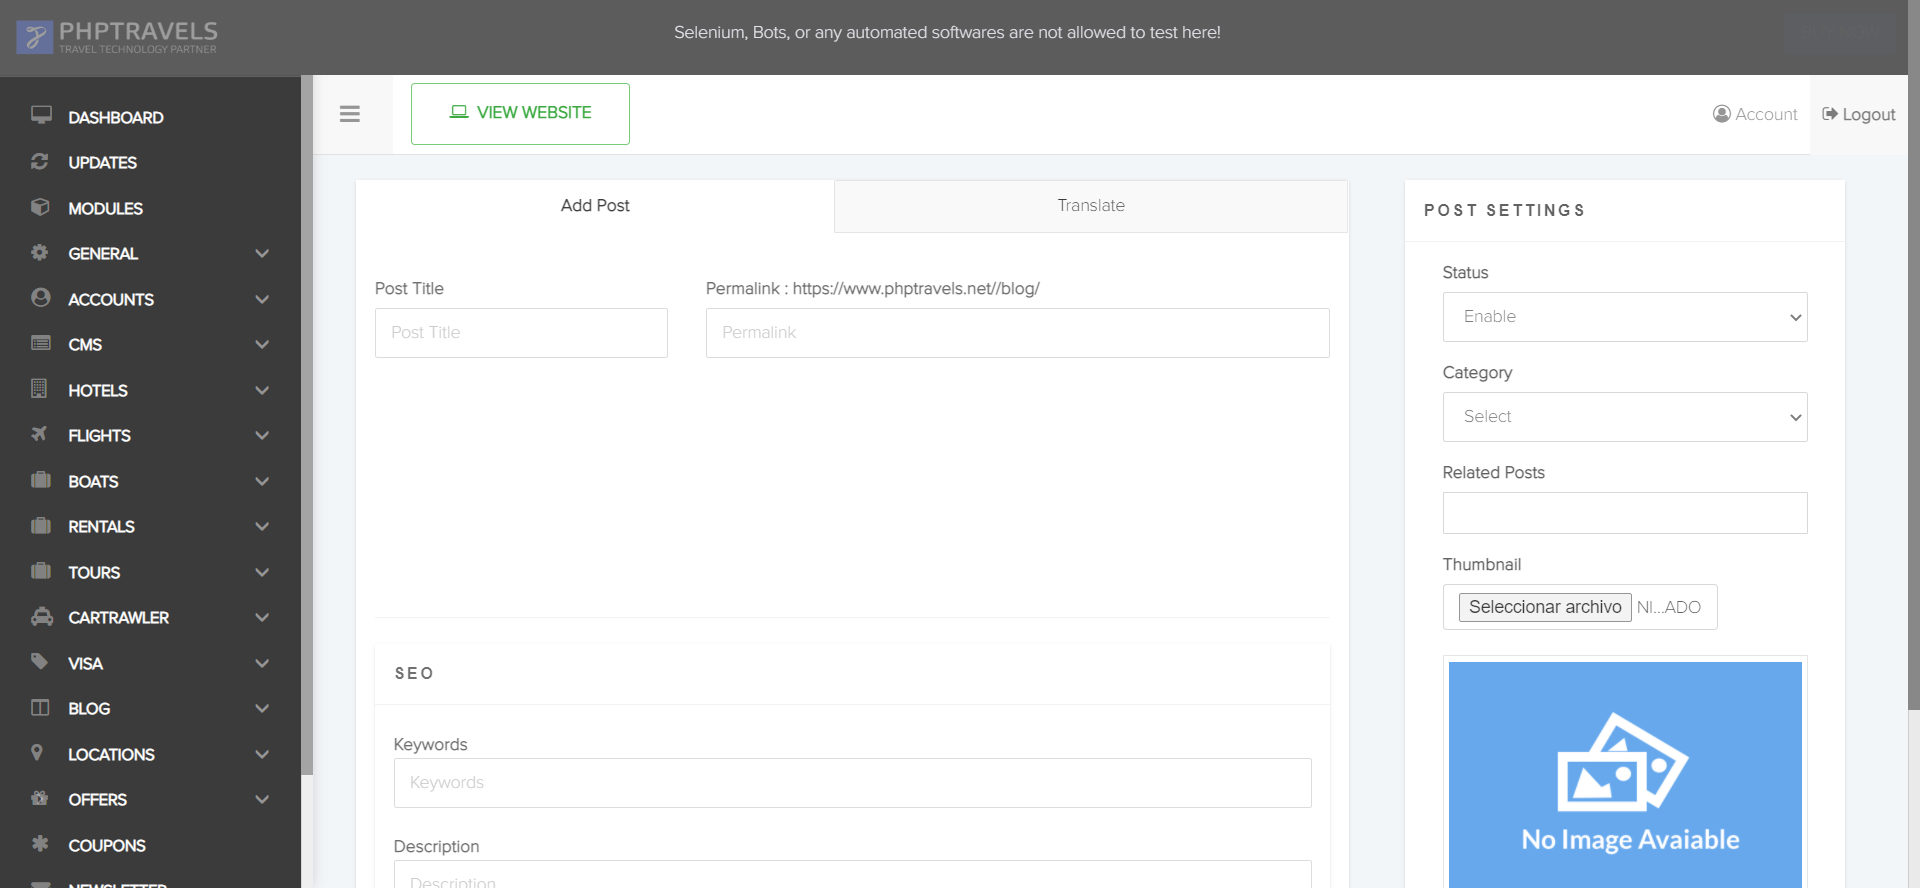 PHPTRAVELS
TRAVEL TECHNOLOGY PARTNER
Selenium, Bots, or any automated softwares are not allowed to test here!
BUY NOW
VIEW WEBSITE
Account
Logout
DASHBOARD
UPDATES
MODULES
GENERAL
ACCOUNTS
CMS
HOTELS
FLIGHTS
BOATS
RENTALS
TOURS
CARTRAWLER
VISA
BLOG
LOCATIONS
OFFERS
COUPONS
NEWSLETTER
Add Post
Translate
Post Title
Permalink : https://www.phptravels.net//blog/
Post Title
Permalink
SEO
Keywords
Keywords
Description
Description
POST SETTINGS
Status
Enable
Category
Select
Related Posts
Thumbnail
Seleccionar archivo NI...ADO
No Image Avaiable